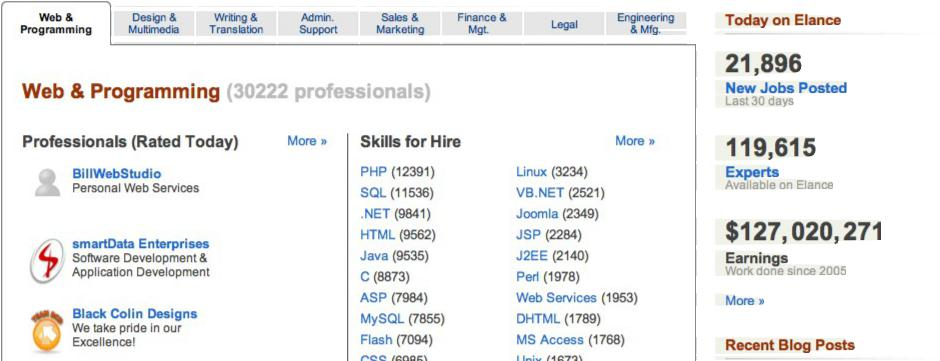 Web &
Programming
Design &
Multimedia
Writing &
Translation
Admin.
Support
Sales &
Marketing
Finance &
Mgt.
Legal
Engineering
& Mfg.
Web & Programming (30222 professionals)
Professionals (Rated Today)
More »
BillWebStudio
Personal Web Services
smartData Enterprises
Software Development &
Application Development
Black Colin Designs
We take pride in our
Excellence!
Skills for Hire
More »
PHP (12391)
SQL (11536)
.NET (9841)
HTML (9562)
Java (9535)
C (8873)
ASP (7984)
MySQL (7855)
Flash (7094)
CSS (6985)
Linux (3234)
VB.NET (2521)
Joomla (2349)
JSP (2284)
J2EE (2140)
Perl (1978)
Web Services (1953)
DHTML (1789)
MS Access (1768)
Unix (1673)
Today on Elance
21,896
New Jobs Posted
Last 30 days
119,615
Experts
Available on Elance
$127,020,271
Earnings
Work done since 2005
More »
Recent Blog Posts